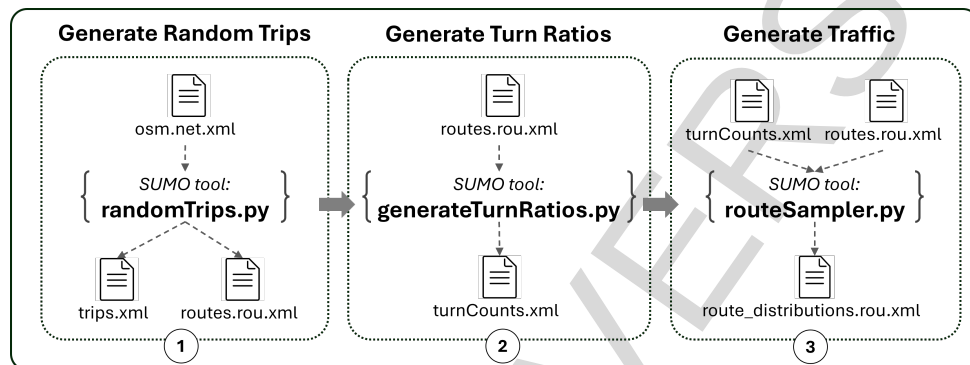 Generate Random Trips
osm.net.xml
SUMO tool:
{ randomTrips.py }
trips.xml routes.rou.xml
1
Generate Turn Ratios
routes.rou.xml
SUMO tool:
{ generateTurnRatios.py }
turnCounts.xml
2
Generate Traffic
turnCounts.xml routes.rou.xml
SUMO tool:
{ routeSampler.py }
route_distributions.rou.xml
3
VERS